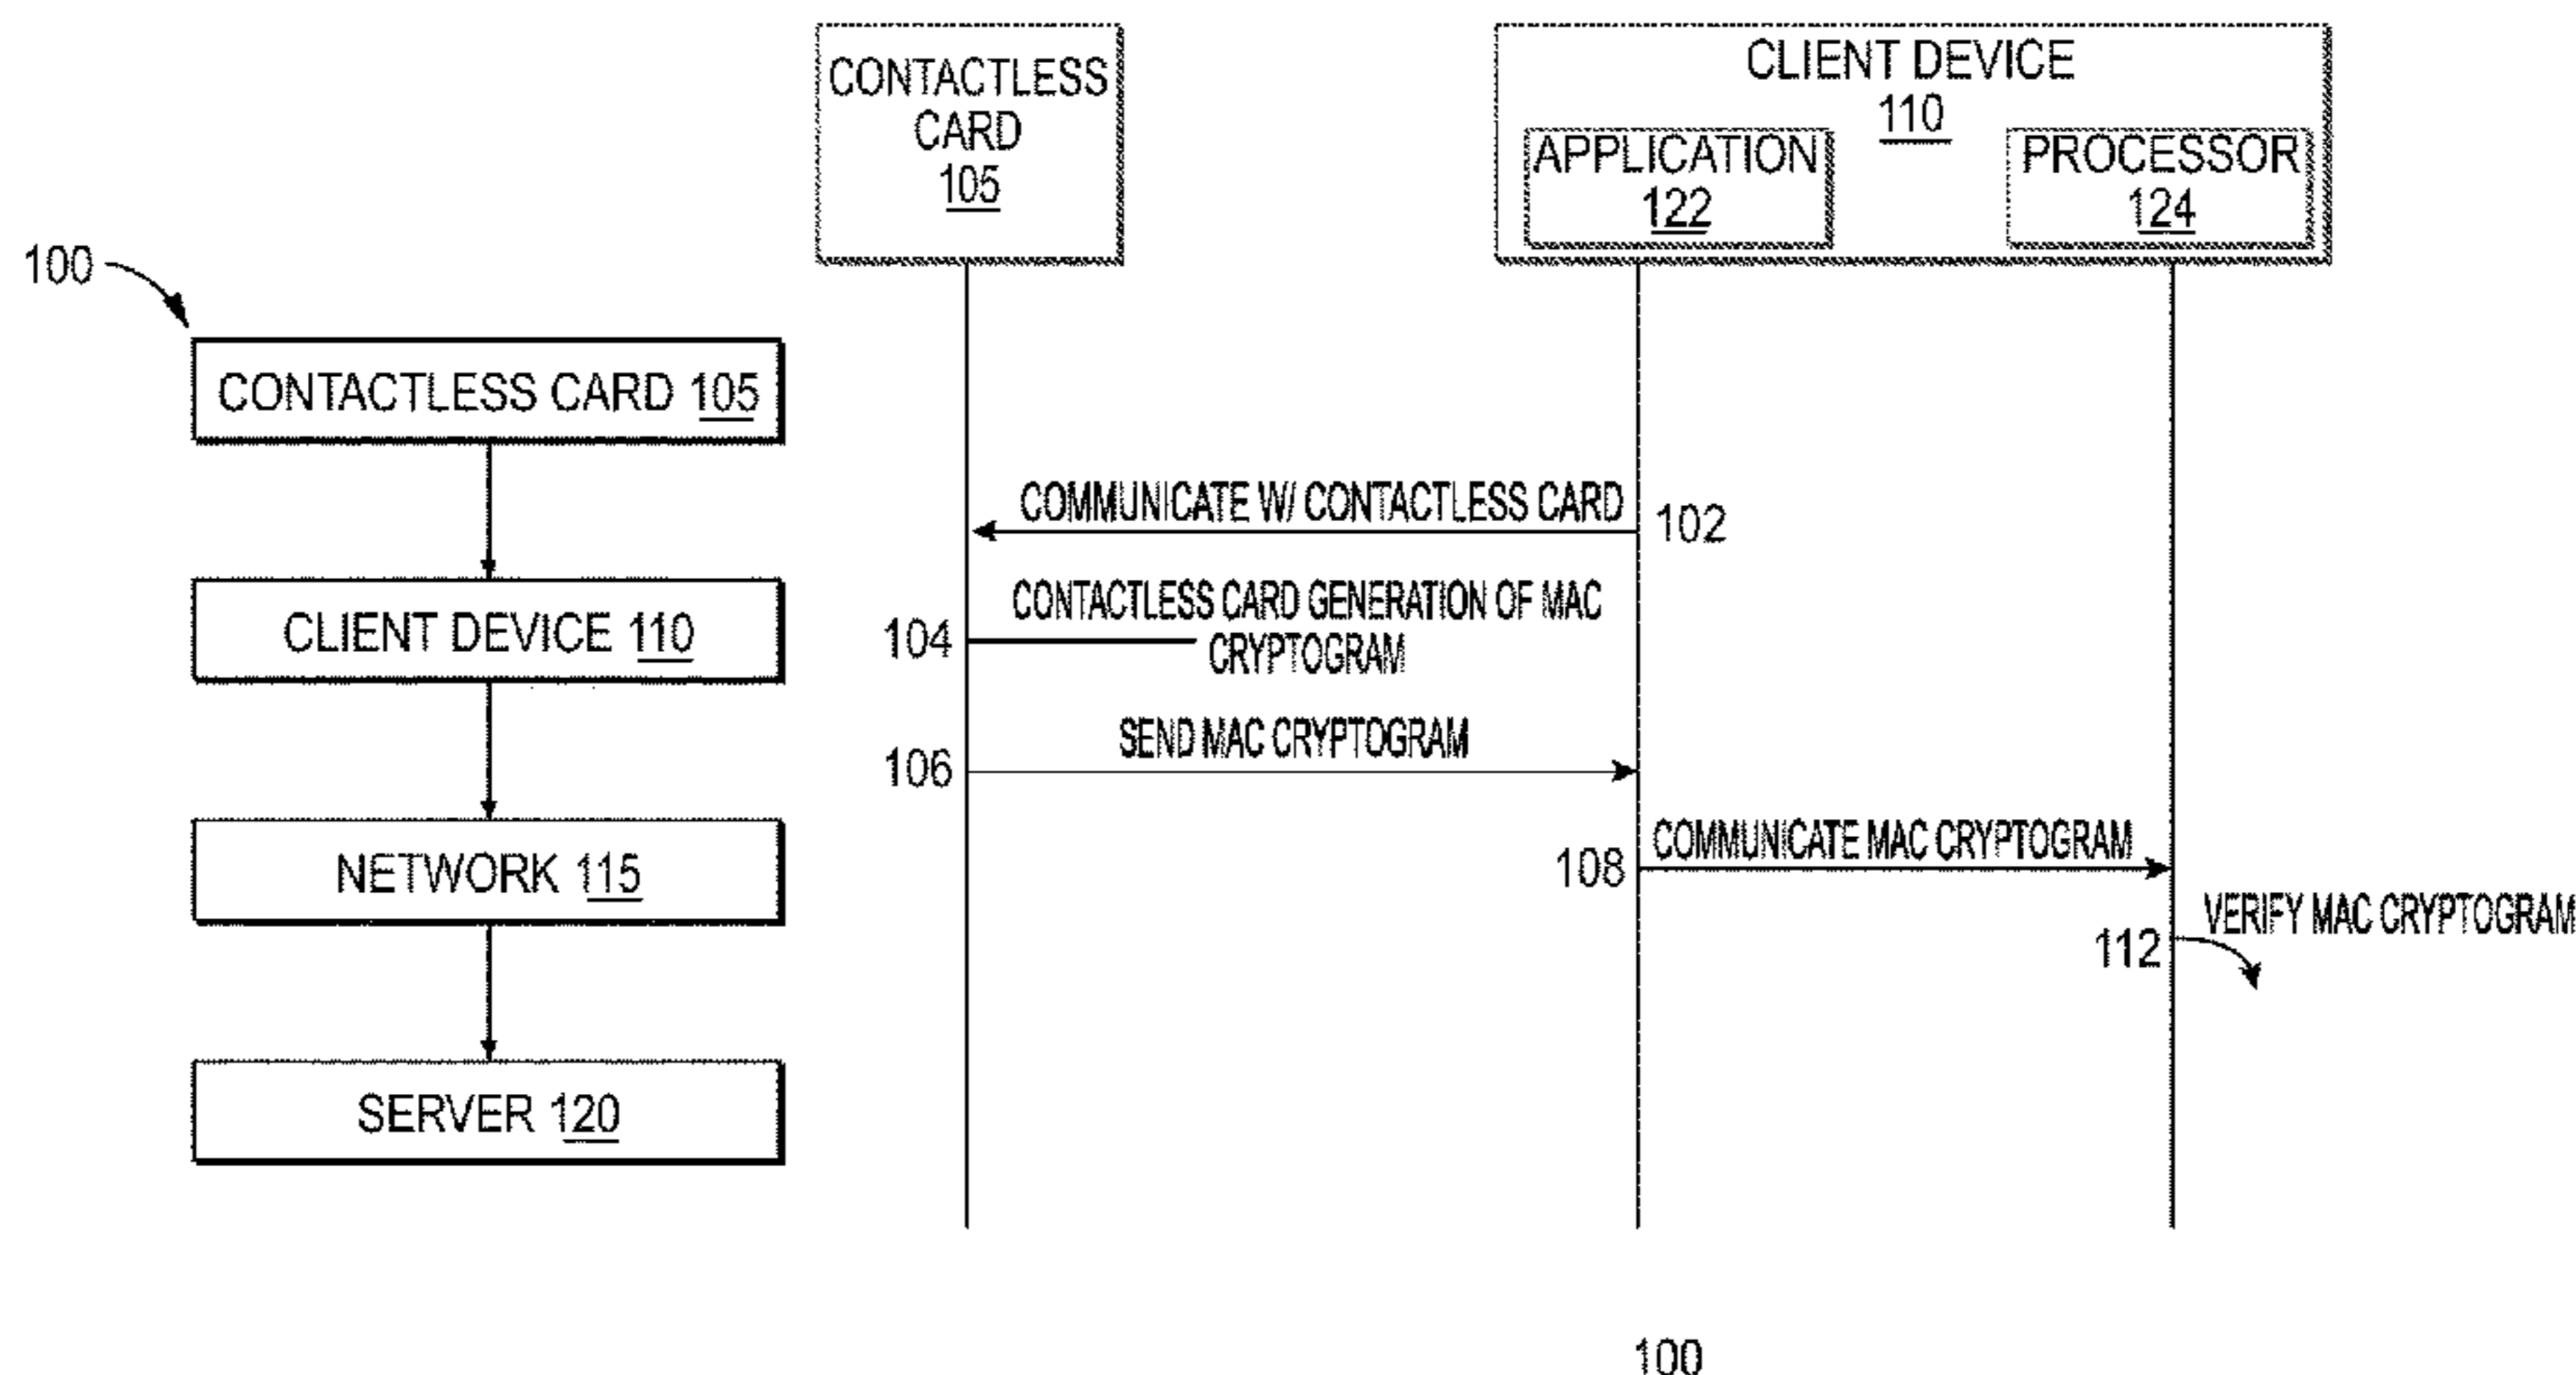 100
CONTACTLESS CARD 105
CLIENT DEVICE 110
NETWORK 115
SERVER 120
CONTACTLESS
CARD
105
CLIENT DEVICE
110
APPLICATION
122
PROCESSOR
124
COMMUNICATE W/ CONTACTLESS CARD
102
CONTACTLESS CARD GENERATION OF MAC
CRYPTOGRAM
104
SEND MAC CRYPTOGRAM
106
COMMUNICATE MAC CRYPTOGRAM
108
VERIFY MAC CRYPTOGRAM
112
100